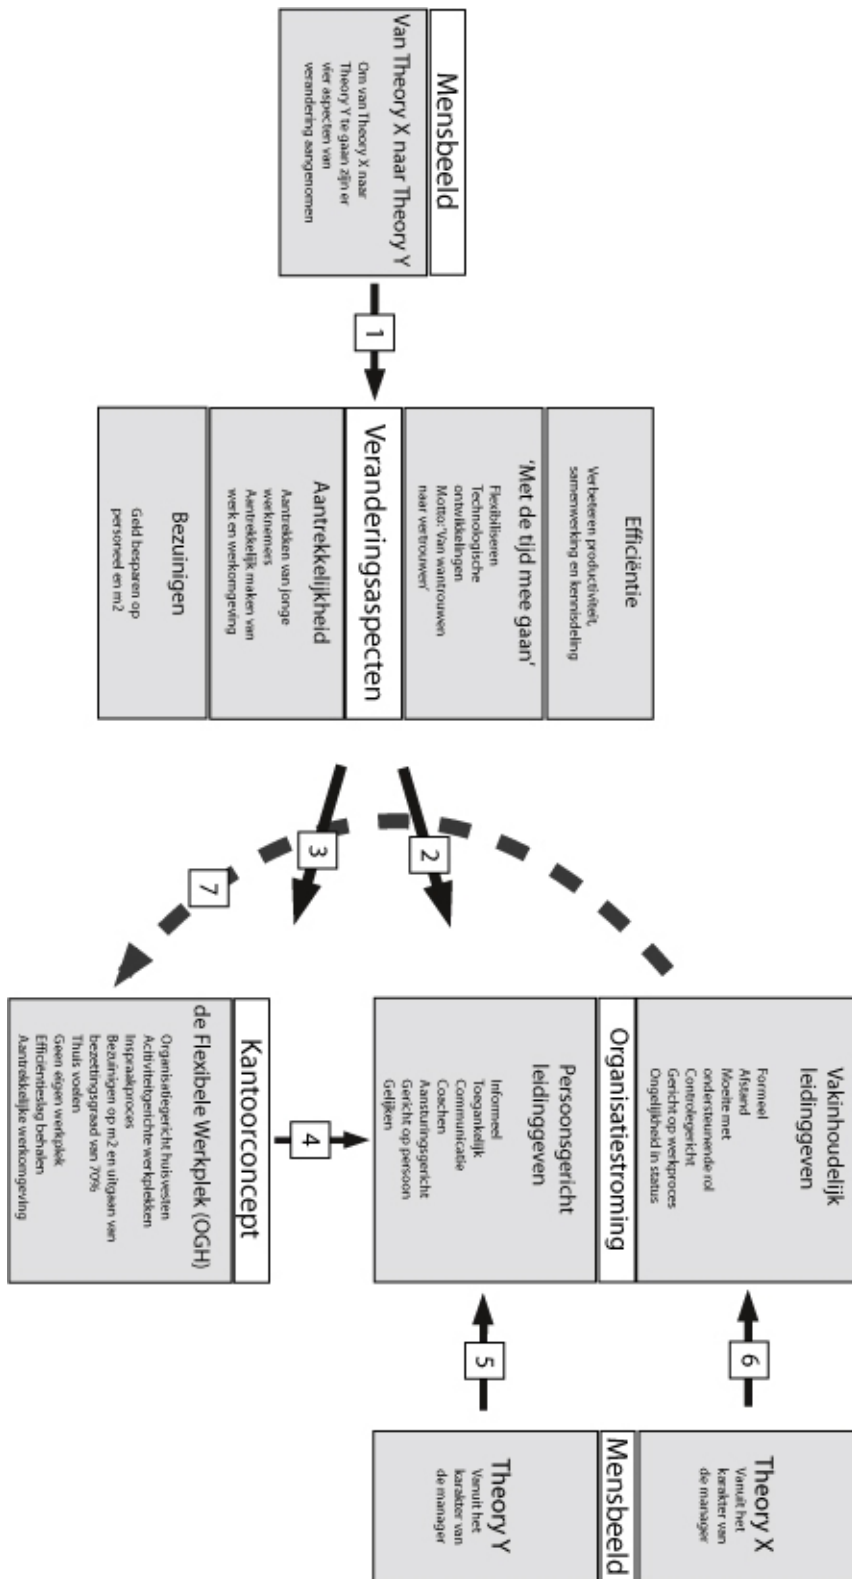 Mensbeeld
Van Theory X naar Theory Y
Om van Theory X naar
Theory Y te gaan zijn er
vier aspecten van
verandering aangenomen
1
Efficiëntie
Verbeteren productiviteit,
samenwerking en kennisdeling
'Met de tijd mee gaan'
Flexibiliseren
Technologische
ontwikkelingen
Motto: 'Van wantrouwen
naar vertrouwen'
Veranderingsaspecten
Aantrekkelijkheid
Aantrekken van jonge
werknemers
Aantrekkelijk maken van
werk en werkomgeving
Bezuinigen
Geld besparen op
personeel en m2
2
3
7
Vakinhoudelijk
leidinggeven
Formeel
Afstand
Moeite met
ondersteunende rol
Controlegericht
Gericht op werkproces
Ongelijkheid in status
Organisatiestroming
Persoonsgericht
leidinggeven
Informeel
Toegankelijk
Communicatie
Coachen
Aansturingsgericht
Gericht op persoon
Gelijken
4
Kantoorconcept
de Flexibele Werkplek (OGH)
Organisatiegericht huisvesten
Acitiviteitgerichte werkplekken
Inspraakproces
Bezuinigen op m2 en uitgaan van
bezettingsgraad van 70%
Thuis voelen
Geen eigen werkplek
Efficiëntieslag behalen
Aantrekkelijke werkomgeving
6
5
Theory X
Vanuit het
karakter van
de manager
Mensbeeld
Theory Y
Vanuit het
karakter van
de manager